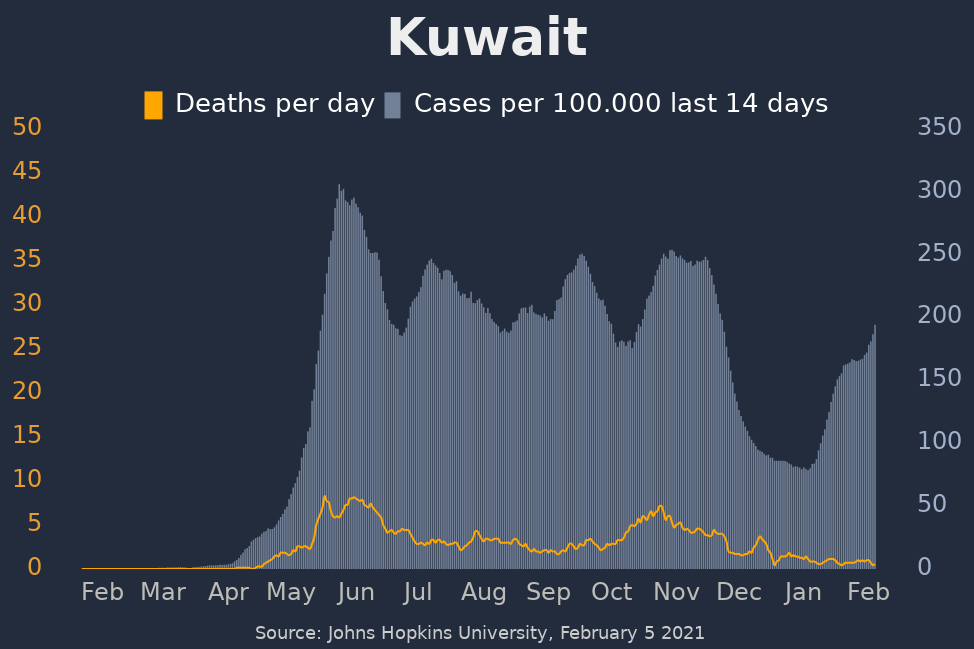 Kuwait
Deaths per day Cases per 100.000 last 14 days
50 350
45
40 300
35 250
30
25 200
20 150
15 100
10
5 50
0 0
Feb Mar Apr May Jun Jul Aug Sep Oct Nov Dec Jan Feb
Source: Johns Hopkins University, February 5 2021